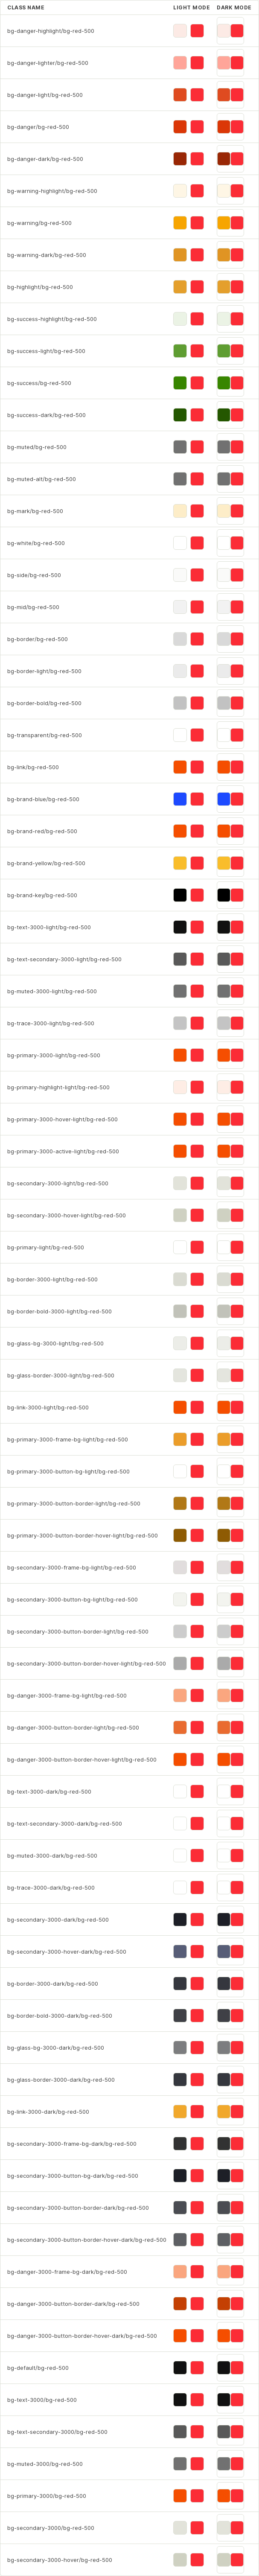 CLASS NAME LIGHT MODE DARK MODE
bg-danger-highlight/bg-red-500
bg-danger-lighter/bg-red-500
bg-danger-light/bg-red-500
bg-danger/bg-red-500
bg-danger-dark/bg-red-500
bg-warning-highlight/bg-red-500
bg-warning/bg-red-500
bg-warning-dark/bg-red-500
bg-highlight/bg-red-500
bg-success-highlight/bg-red-500
bg-success-light/bg-red-500
bg-success/bg-red-500
bg-success-dark/bg-red-500
bg-muted/bg-red-500
bg-muted-alt/bg-red-500
bg-mark/bg-red-500
bg-white/bg-red-500
bg-side/bg-red-500
bg-mid/bg-red-500
bg-border/bg-red-500
bg-border-light/bg-red-500
bg-border-bold/bg-red-500
bg-transparent/bg-red-500
bg-link/bg-red-500
bg-brand-blue/bg-red-500
bg-brand-red/bg-red-500
bg-brand-yellow/bg-red-500
bg-brand-key/bg-red-500
bg-text-3000-light/bg-red-500
bg-text-secondary-3000-light/bg-red-500
bg-muted-3000-light/bg-red-500
bg-trace-3000-light/bg-red-500
bg-primary-3000-light/bg-red-500
bg-primary-highlight-light/bg-red-500
bg-primary-3000-hover-light/bg-red-500
bg-primary-3000-active-light/bg-red-500
bg-secondary-3000-light/bg-red-500
bg-secondary-3000-hover-light/bg-red-500
bg-primary-light/bg-red-500
bg-border-3000-light/bg-red-500
bg-border-bold-3000-light/bg-red-500
bg-glass-bg-3000-light/bg-red-500
bg-glass-border-3000-light/bg-red-500
bg-link-3000-light/bg-red-500
bg-primary-3000-frame-bg-light/bg-red-500
bg-primary-3000-button-bg-light/bg-red-500
bg-primary-3000-button-border-light/bg-red-500
bg-primary-3000-button-border-hover-light/bg-red-500
bg-secondary-3000-frame-bg-light/bg-red-500
bg-secondary-3000-button-bg-light/bg-red-500
bg-secondary-3000-button-border-light/bg-red-500
bg-secondary-3000-button-border-hover-light/bg-red-500
bg-danger-3000-frame-bg-light/bg-red-500
bg-danger-3000-button-border-light/bg-red-500
bg-danger-3000-button-border-hover-light/bg-red-500
bg-text-3000-dark/bg-red-500
bg-text-secondary-3000-dark/bg-red-500
bg-muted-3000-dark/bg-red-500
bg-trace-3000-dark/bg-red-500
bg-secondary-3000-dark/bg-red-500
bg-secondary-3000-hover-dark/bg-red-500
bg-border-3000-dark/bg-red-500
bg-border-bold-3000-dark/bg-red-500
bg-glass-bg-3000-dark/bg-red-500
bg-glass-border-3000-dark/bg-red-500
bg-link-3000-dark/bg-red-500
bg-secondary-3000-frame-bg-dark/bg-red-500
bg-secondary-3000-button-bg-dark/bg-red-500
bg-secondary-3000-button-border-dark/bg-red-500
bg-secondary-3000-button-border-hover-dark/bg-red-500
bg-danger-3000-frame-bg-dark/bg-red-500
bg-danger-3000-button-border-dark/bg-red-500
bg-danger-3000-button-border-hover-dark/bg-red-500
bg-default/bg-red-500
bg-text-3000/bg-red-500
bg-text-secondary-3000/bg-red-500
bg-muted-3000/bg-red-500
bg-primary-3000/bg-red-500
bg-secondary-3000/bg-red-500
bg-secondary-3000-hover/bg-red-500